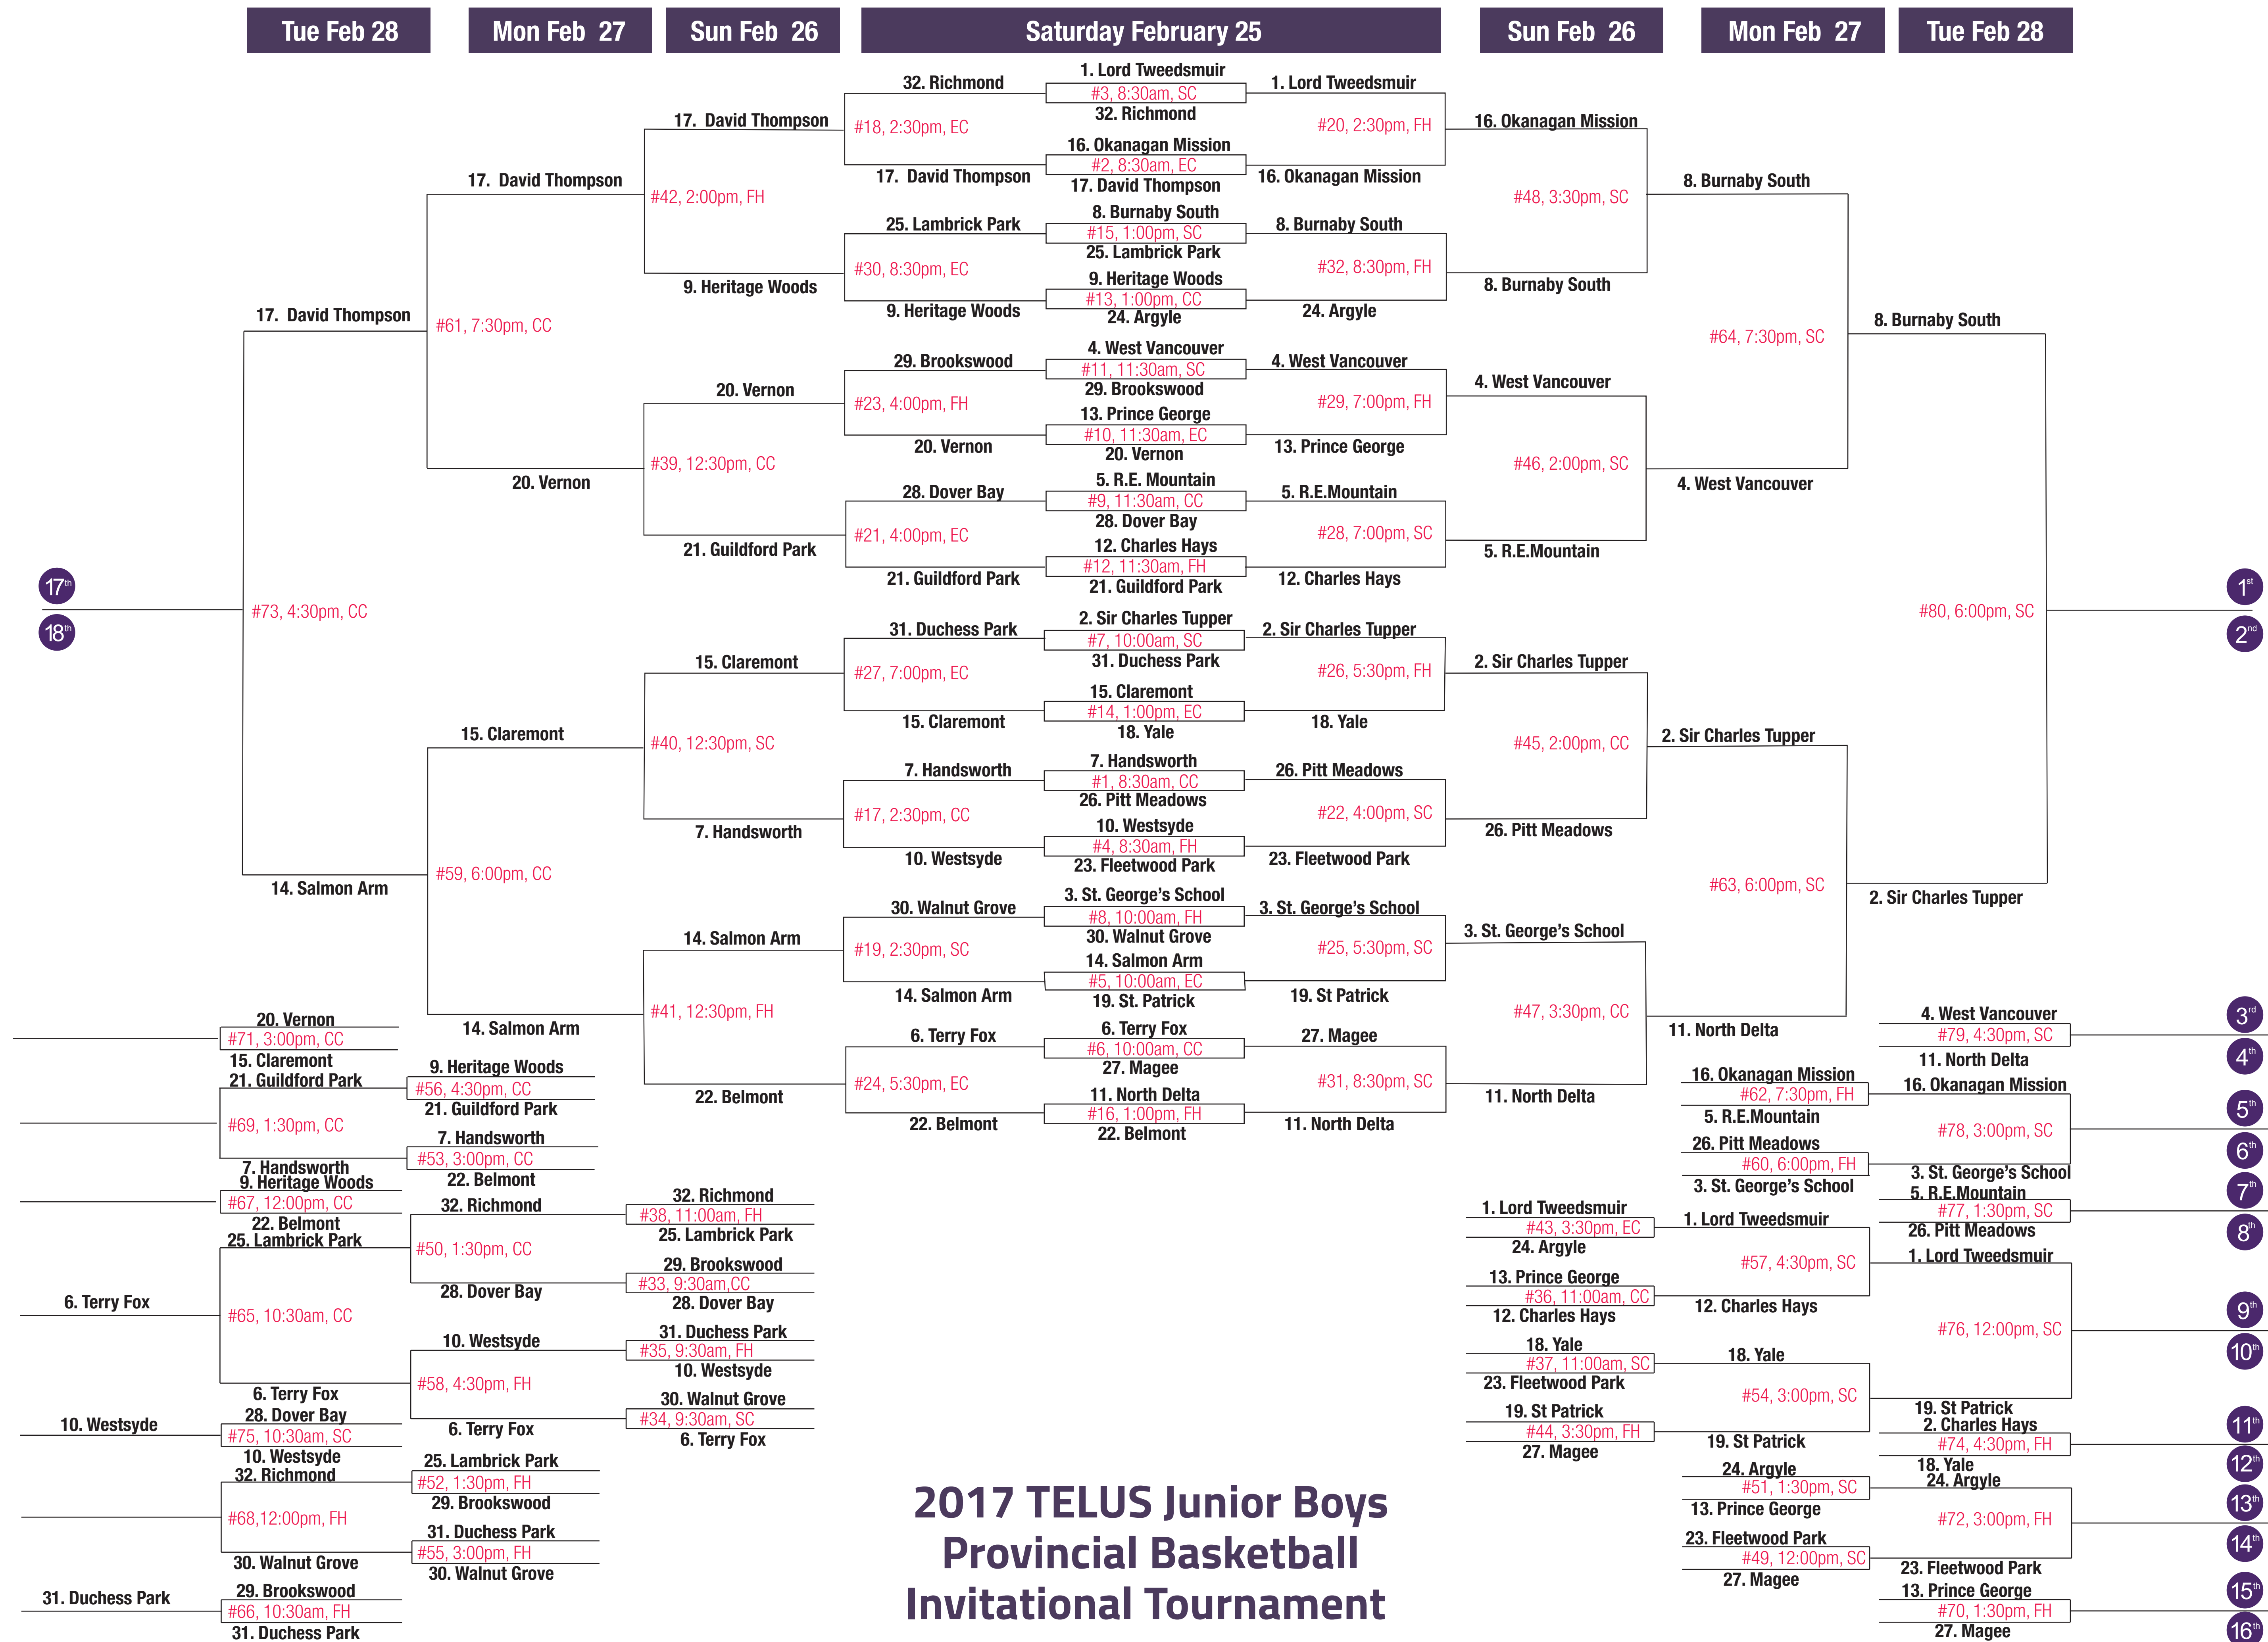 Tue Feb 28
Mon Feb 27
Sun Feb 26
Saturday February 25
Sun Feb 26
Mon Feb 27
Tue Feb 28
17th
18th
17. David Thompson
#73, 4:30pm, CC
14. Salmon Arm
17. David Thompson
#61, 7:30pm, CC
20. Vernon
15. Claremont
#59, 6:00pm, CC
14. Salmon Arm
17. David Thompson
#42, 2:00pm, FH
9. Heritage Woods
20. Vernon
#39, 12:30pm, CC
21. Guildford Park
15. Claremont
#40, 12:30pm, SC
7. Handsworth
14. Salmon Arm
#41, 12:30pm, FH
22. Belmont
32. Richmond
#18, 2:30pm, EC
17. David Thompson
25. Lambrick Park
#30, 8:30pm, EC
9. Heritage Woods
29. Brookswood
#23, 4:00pm, FH
20. Vernon
28. Dover Bay
#21, 4:00pm, EC
21. Guildford Park
31. Duchess Park
#27, 7:00pm, EC
15. Claremont
7. Handsworth
#17, 2:30pm, CC
10. Westsyde
30. Walnut Grove
#19, 2:30pm, SC
14. Salmon Arm
6. Terry Fox
#24, 5:30pm, EC
22. Belmont
1. Lord Tweedsmuir
#3, 8:30am, SC
32. Richmond
16. Okanagan Mission
#2, 8:30am, EC
17. David Thompson
8. Burnaby South
#15, 1:00pm, SC
25. Lambrick Park
9. Heritage Woods
#13, 1:00pm, CC
24. Argyle
4. West Vancouver
#11, 11:30am, SC
29. Brookswood
13. Prince George
#10, 11:30am, EC
20. Vernon
5. R.E. Mountain
#9, 11:30am, CC
28. Dover Bay
12. Charles Hays
#12, 11:30am, FH
21. Guildford Park
2. Sir Charles Tupper
#7, 10:00am, SC
31. Duchess Park
15. Claremont
#14, 1:00pm, EC
18. Yale
7. Handsworth
#1, 8:30am, CC
26. Pitt Meadows
10. Westsyde
#4, 8:30am, FH
23. Fleetwood Park
3. St. George’s School
#8, 10:00am, FH
30. Walnut Grove
14. Salmon Arm
#5, 10:00am, EC
19. St. Patrick
6. Terry Fox
#6, 10:00am, CC
27. Magee
11. North Delta
#16, 1:00pm, FH
22. Belmont
1. Lord Tweedsmuir
#20, 2:30pm, FH
16. Okanagan Mission
8. Burnaby South
#32, 8:30pm, FH
24. Argyle
4. West Vancouver
#29, 7:00pm, FH
13. Prince George
5. R.E.Mountain
#28, 7:00pm, SC
12. Charles Hays
2. Sir Charles Tupper
#26, 5:30pm, FH
18. Yale
26. Pitt Meadows
#22, 4:00pm, SC
23. Fleetwood Park
3. St. George’s School
#25, 5:30pm, SC
19. St Patrick
27. Magee
#31, 8:30pm, SC
11. North Delta
16. Okanagan Mission
#48, 3:30pm, SC
8. Burnaby South
4. West Vancouver
#46, 2:00pm, SC
5. R.E.Mountain
2. Sir Charles Tupper
#45, 2:00pm, CC
26. Pitt Meadows
3. St. George’s School
#47, 3:30pm, CC
11. North Delta
8. Burnaby South
#64, 7:30pm, SC
4. West Vancouver
2. Sir Charles Tupper
#63, 6:00pm, SC
11. North Delta
8. Burnaby South
#80, 6:00pm, SC
2. Sir Charles Tupper
1st
2nd
20. Vernon
#71, 3:00pm, CC
15. Claremont
21. Guildford Park
#69, 1:30pm, CC
7. Handsworth
9. Heritage Woods
#56, 4:30pm, CC
21. Guildford Park
7. Handsworth
#53, 3:00pm, CC
22. Belmont
9. Heritage Woods
#67, 12:00pm, CC
22. Belmont
25. Lambrick Park
6. Terry Fox
#65, 10:30am, CC
6. Terry Fox
32. Richmond
#50, 1:30pm, CC
28. Dover Bay
10. Westsyde
#58, 4:30pm, FH
6. Terry Fox
32. Richmond
#38, 11:00am, FH
25. Lambrick Park
29. Brookswood
#33, 9:30am,CC
28. Dover Bay
31. Duchess Park
#35, 9:30am, FH
10. Westsyde
30. Walnut Grove
#34, 9:30am, SC
6. Terry Fox
10. Westsyde
28. Dover Bay
#75, 10:30am, SC
10. Westsyde
32. Richmond
#68,12:00pm, FH
30. Walnut Grove
25. Lambrick Park
#52, 1:30pm, FH
29. Brookswood
31. Duchess Park
#55, 3:00pm, FH
30. Walnut Grove
31. Duchess Park
29. Brookswood
#66, 10:30am, FH
31. Duchess Park
4. West Vancouver
#79, 4:30pm, SC
11. North Delta
3rd
4th
16. Okanagan Mission
#62, 7:30pm, FH
5. R.E.Mountain
26. Pitt Meadows
#60, 6:00pm, FH
3. St. George’s School
16. Okanagan Mission
#78, 3:00pm, SC
3. St. George’s School
5th
6th
5. R.E.Mountain
#77, 1:30pm, SC
26. Pitt Meadows
7th
8th
1. Lord Tweedsmuir
#43, 3:30pm, EC
24. Argyle
13. Prince George
#36, 11:00am, CC
12. Charles Hays
18. Yale
#37, 11:00am, SC
23. Fleetwood Park
19. St Patrick
#44, 3:30pm, FH
27. Magee
1. Lord Tweedsmuir
#57, 4:30pm, SC
12. Charles Hays
18. Yale
#54, 3:00pm, SC
19. St Patrick
1. Lord Tweedsmuir
#76, 12:00pm, SC
19. St Patrick
9th
10th
2. Charles Hays
#74, 4:30pm, FH
18. Yale
11th
12th
24. Argyle
#51, 1:30pm, SC
13. Prince George
23. Fleetwood Park
#49, 12:00pm, SC
27. Magee
24. Argyle
#72, 3:00pm, FH
23. Fleetwood Park
13th
14th
13. Prince George
#70, 1:30pm, FH
27. Magee
15th
16th
2017 TELUS Junior Boys
Provincial Basketball
Invitational Tournament